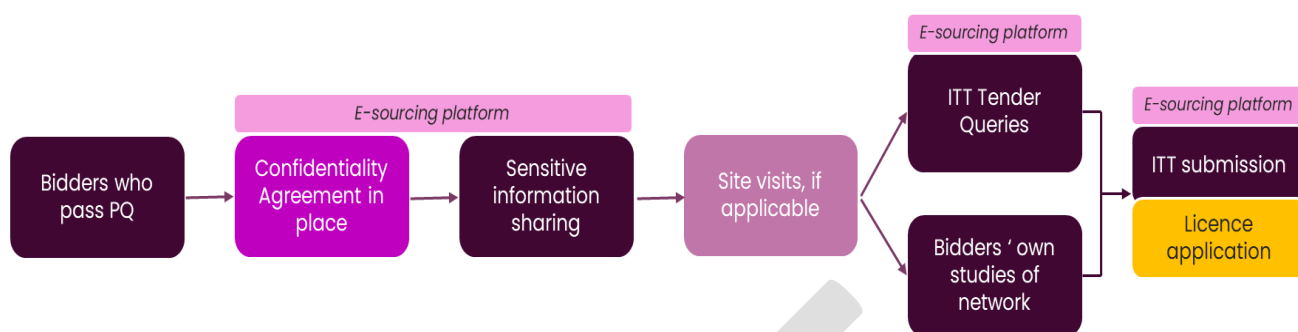 Bidders who
pass PQ
E-sourcing platform
Confidentiality
Agreement in
place
Sensitive
information
sharing
Site visits, if
applicable
E-sourcing platform
ITT Tender
Queries
Bidders ‘ own
studies of
network
E-sourcing platform
ITT submission
Licence
application